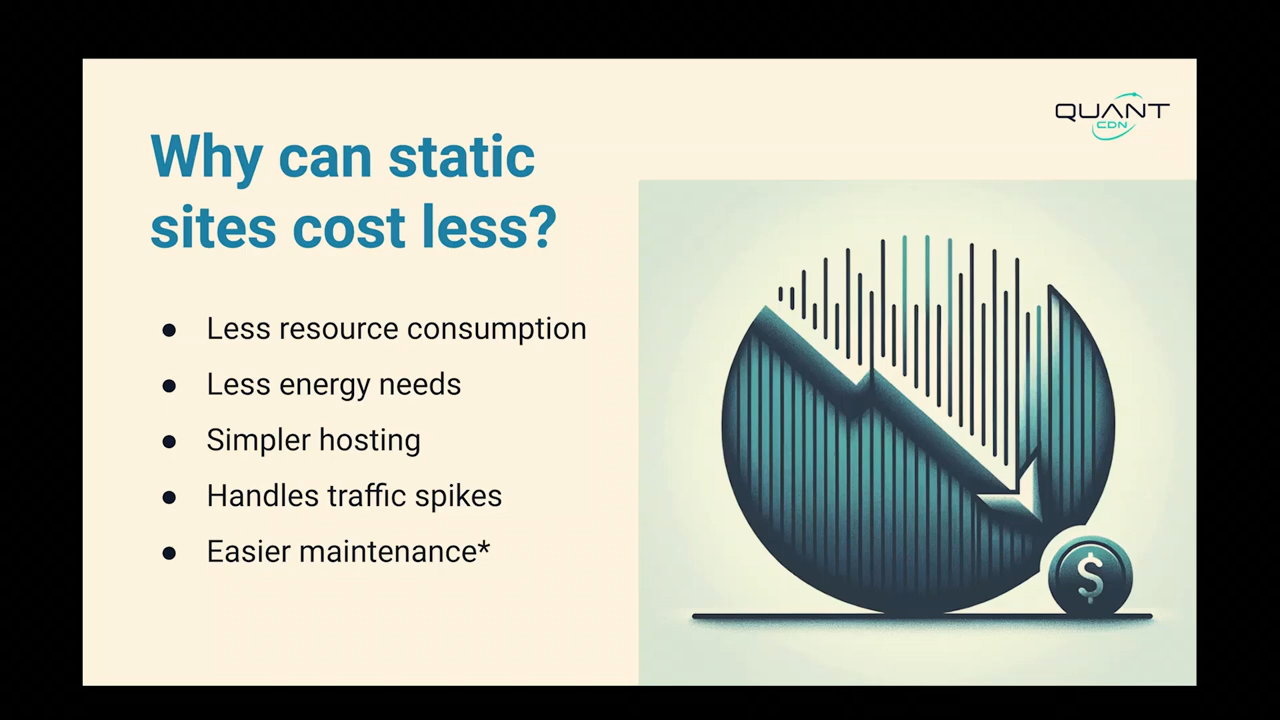 QUANT
CDN
Why can static
sites cost less?
● Less resource consumption
● Less energy needs
● Simpler hosting
● Handles traffic spikes
● Easier maintenance*
$